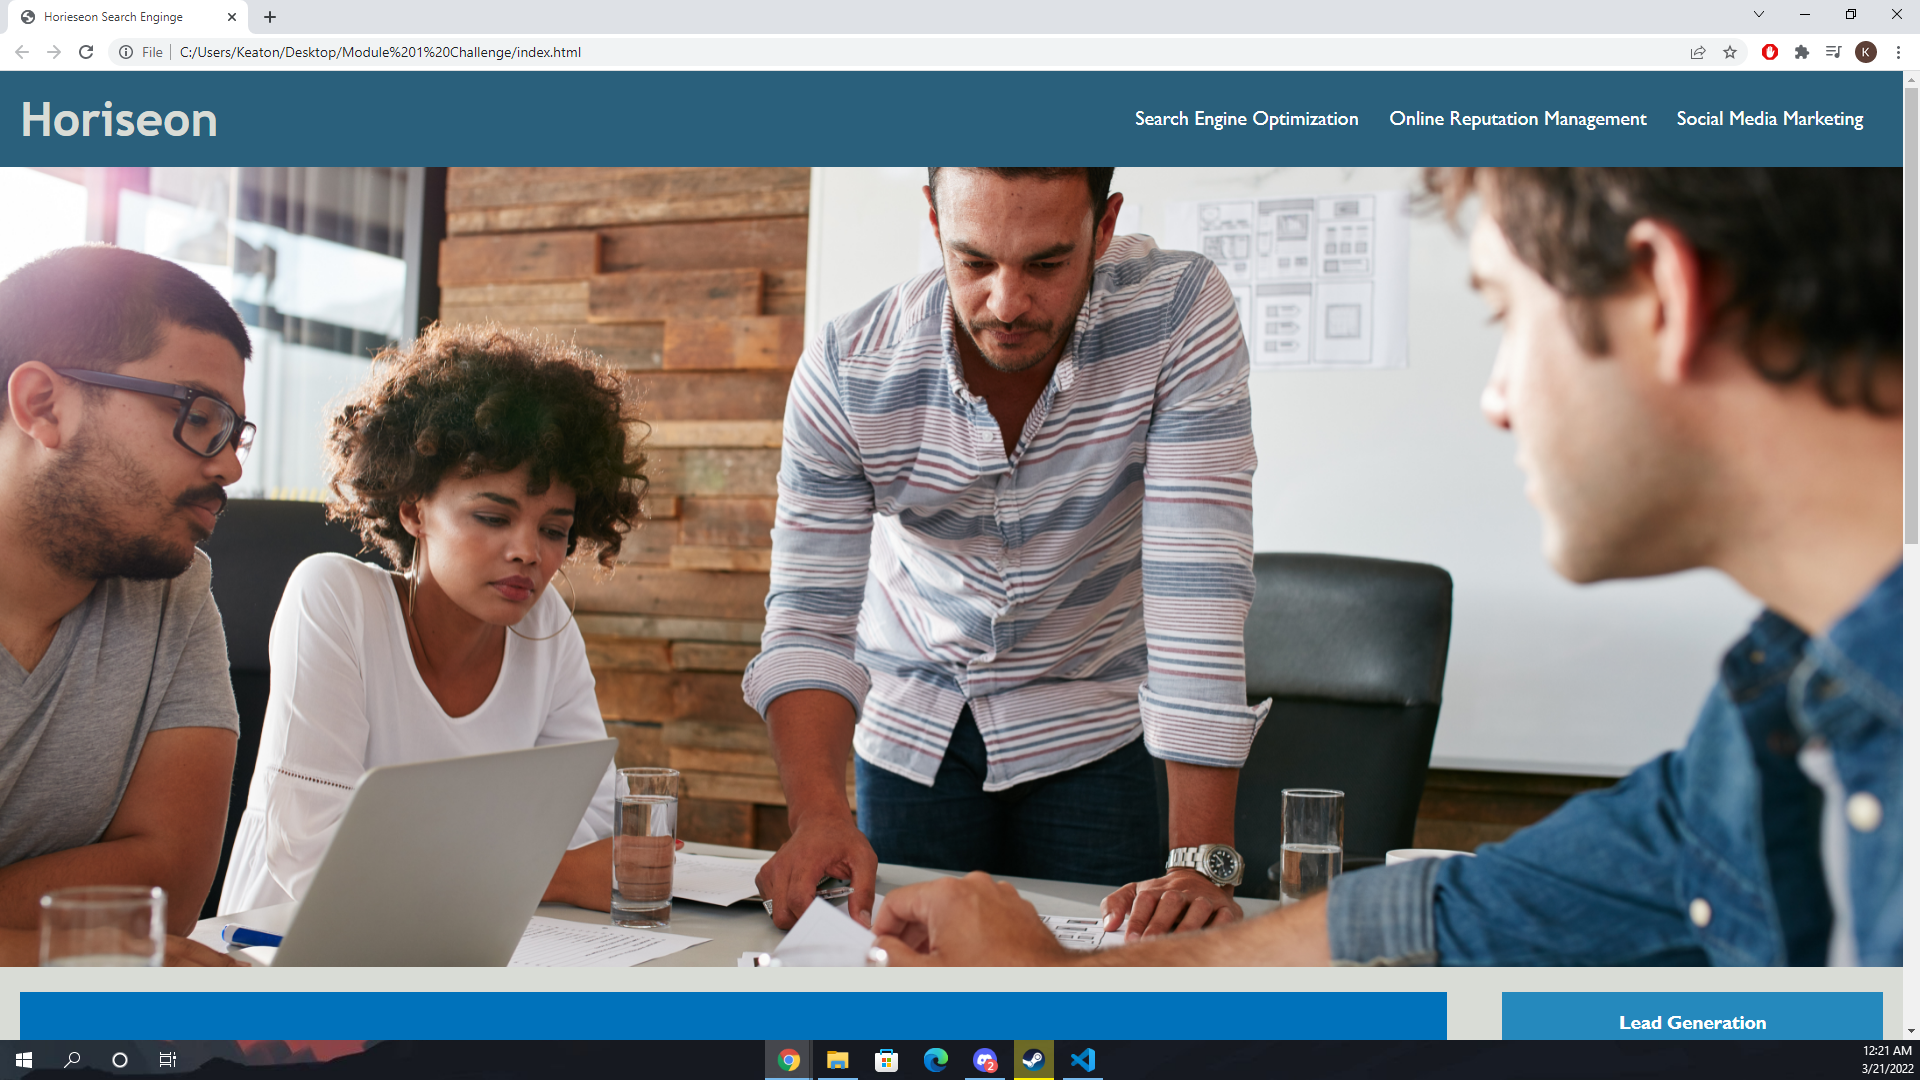 Horieseon Search Enginge
File
C:/Users/Keaton/Desktop/Module%201%20Challenge/index.html
K
Horiseon
Search Engine Optimization
Online Reputation Management
Social Media Marketing
Lead Generation
2
12:21 AM
3/21/2022